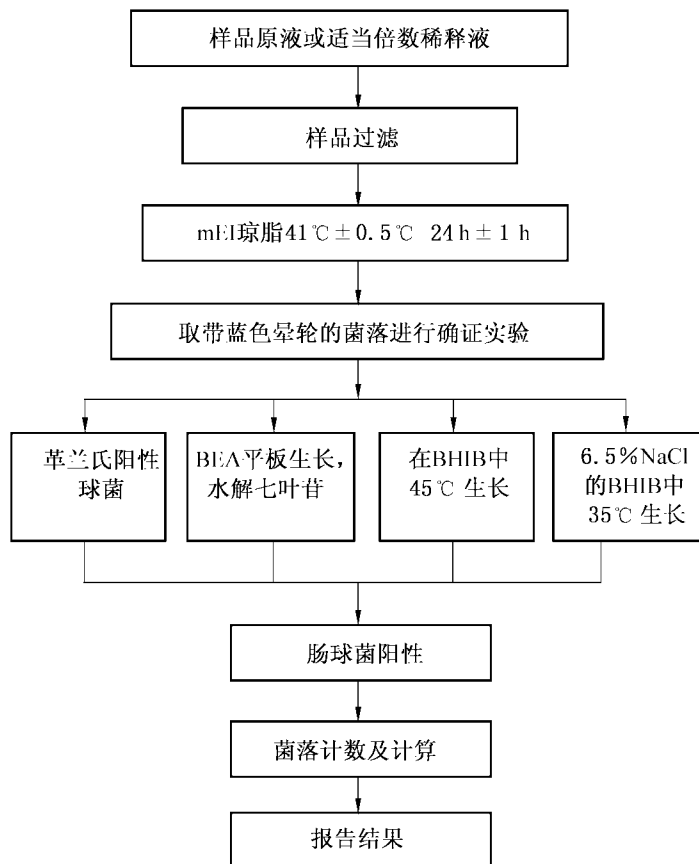 样品原液或适当倍数稀释液
样品过滤
mEI琼脂41℃±0.5℃ 24h±1h
取带蓝色晕轮的菌落进行确证实验
革兰氏阳性
球菌
BEA平板生长，
水解七叶苷
在BHIB中
45℃ 生长
6.5%NaCl
的BHIB中
35℃ 生长
肠球菌阳性
菌落计数及计算
报告结果